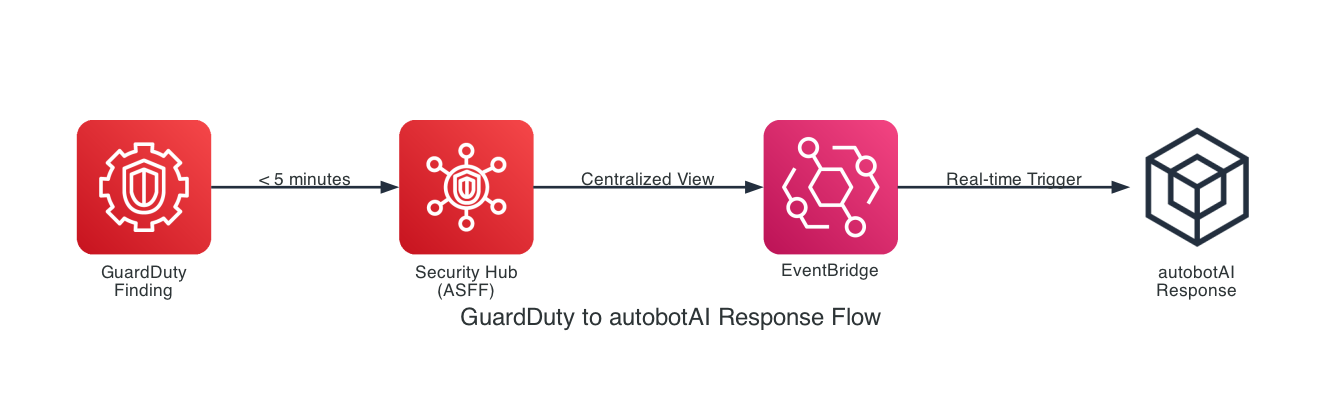 < 5 minutes
Centralized View
Real-time Trigger
GuardDuty
Finding
Security Hub
(ASFF)
EventBridge
autobotAI
Response
GuardDuty to autobotAI Response Flow